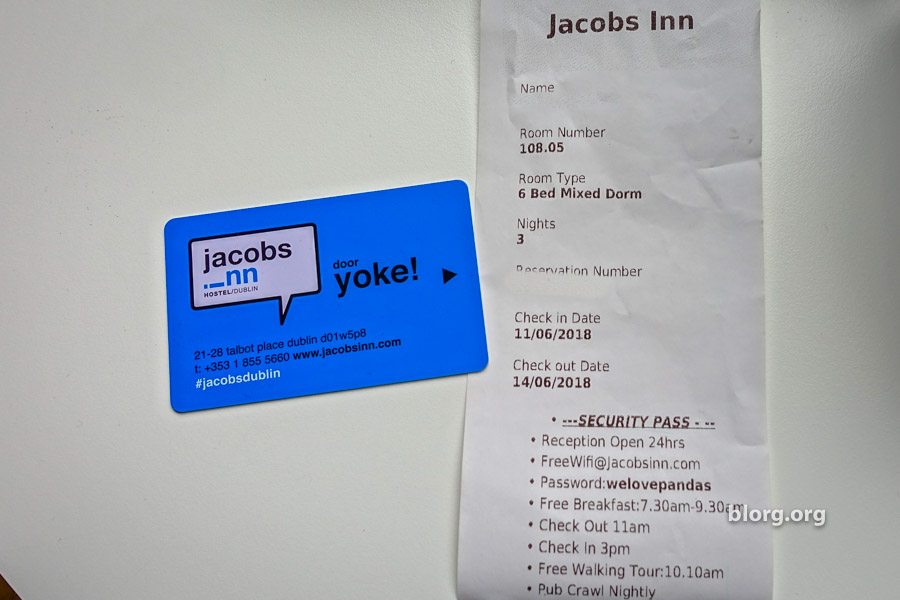 jacobs
inn
HOSTEL/DUBLIN
door
yoke!
21-28 talbot place dublin d01w5p8
t: +353 1 855 5660 www.jacobsinn.com
#jacobsdublin
Jacobs Inn
Name
Room Number
108.05
Room Type
6 Bed Mixed Dorm
Nights
3
Reservation Number
Check in Date
11/06/2018
Check out Date
14/06/2018
• ---SECURITY PASS - --
• Reception Open 24hrs
• FreeWifi@jacobsinn.com
• Password:welovepandas
• Free Breakfast:7.30am-9.30am
• Check Out 11am
• Check In 3pm
• Free Walking Tour:10.10am
• Pub Crawl Nightly
blorg.org